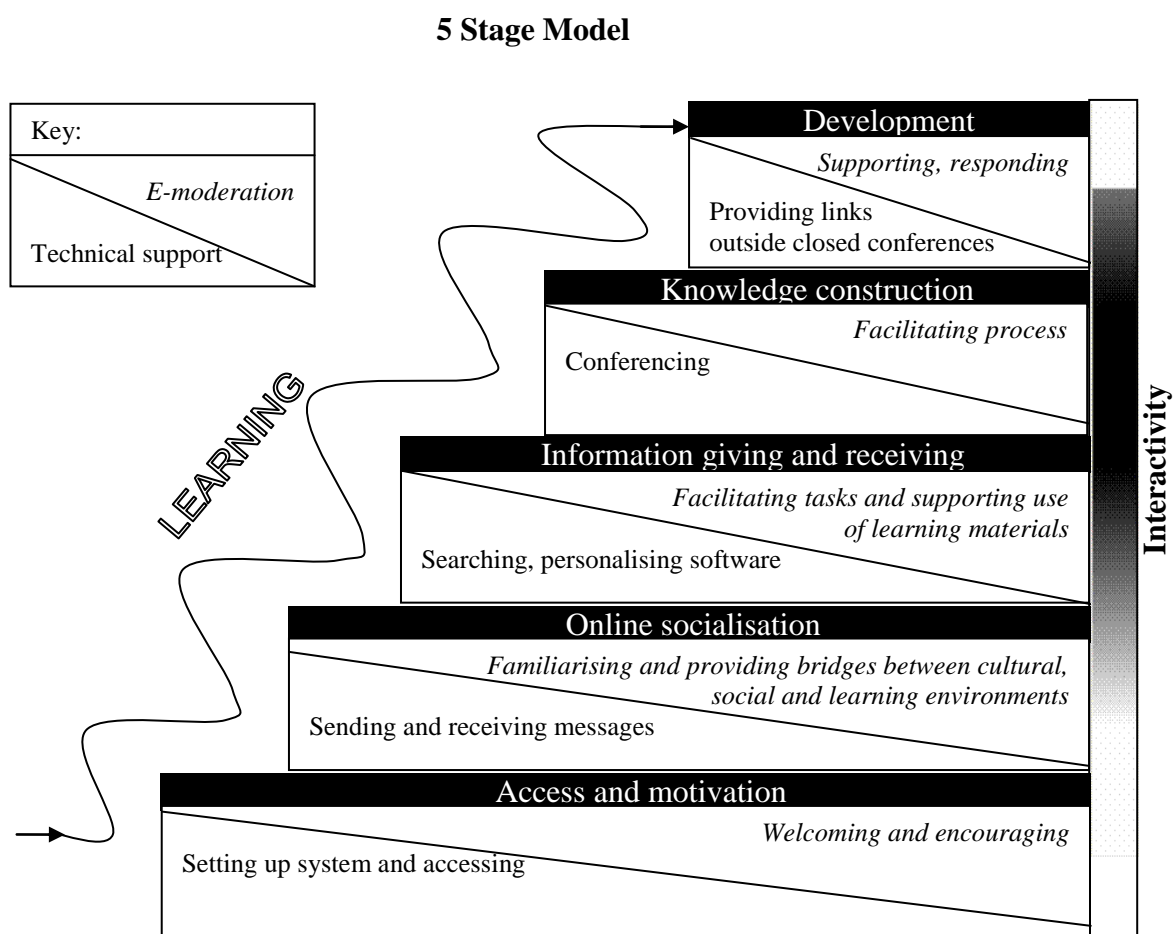 5 Stage Model
Key:
E-moderation
Technical support
LEARNING
Development
Supporting, responding
Providing links
outside closed conferences
Knowledge construction
Facilitating process
Conferencing
Information giving and receiving
Facilitating tasks and supporting use
of learning materials
Searching, personalising software
Online socialisation
Familiarising and providing bridges between cultural,
social and learning environments
Sending and receiving messages
Access and motivation
Welcoming and encouraging
Setting up system and accessing
Interactivity